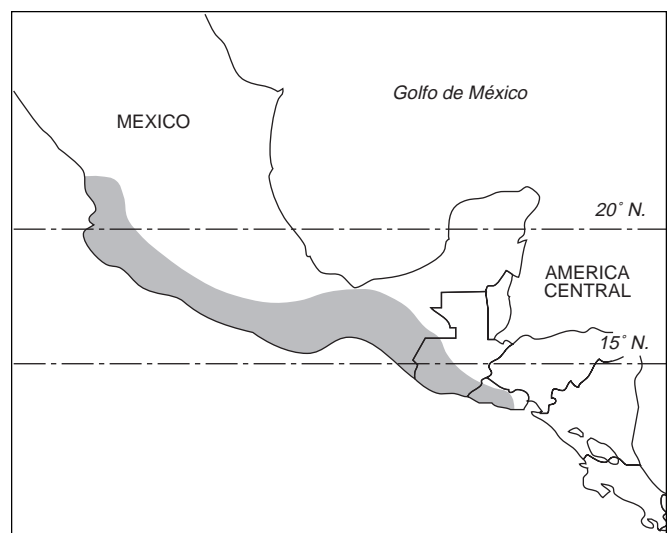 Golfo de México
MEXICO
20° N.
AMERICA
CENTRAL
15° N.